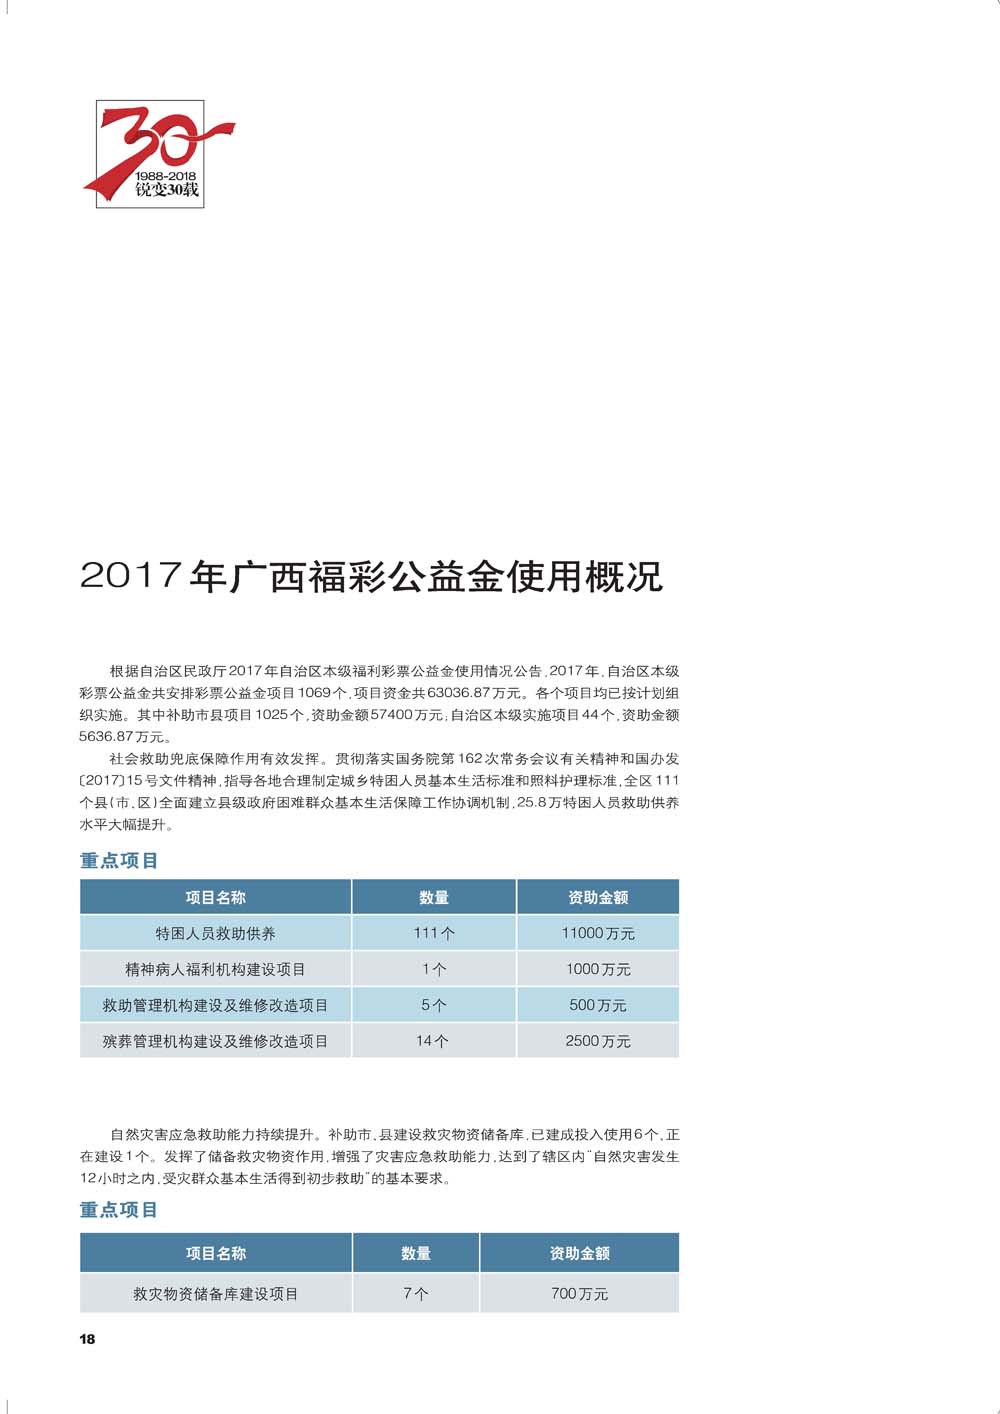 30
1988-2018
锐变30载
2017年广西福彩公益金使用概况
根据自治区民政厅2017年自治区本级福利彩票公益金使用情况公告,2017年,自治区本级
彩票公益金共安排彩票公益金项目1069个,项目资金共63036.87万元。各个项目均已按计划组
织实施。其中补助市县项目1025个,资助金额57400万元;自治区本级实施项目44个,资助金额
5636.87万元。
社会救助兜底保障作用有效发挥。贯彻落实国务院第162次常务会议有关精神和国办发
〔2017〕15号文件精神,指导各地合理制定城乡特困人员基本生活标准和照料护理标准,全区111
个县(市、区)全面建立县级政府困难群众基本生活保障工作协调机制,25.8万特困人员救助供养
水平大幅提升。
重点项目
项目名称 数量 资助金额
特困人员救助供养 111个 11000万元
精神病人福利机构建设项目 1个 1000万元
救助管理机构建设及维修改造项目 5个 500万元
殡葬管理机构建设及维修改造项目 14个 2500万元
自然灾害应急救助能力持续提升。补助市、县建设救灾物资储备库,已建成投入使用6个,正
在建设1个。发挥了储备救灾物资作用,增强了灾害应急救助能力,达到了辖区内“自然灾害发生
12小时之内,受灾群众基本生活得到初步救助”的基本要求。
重点项目
项目名称 数量 资助金额
救灾物资储备库建设项目 7个 700万元
18